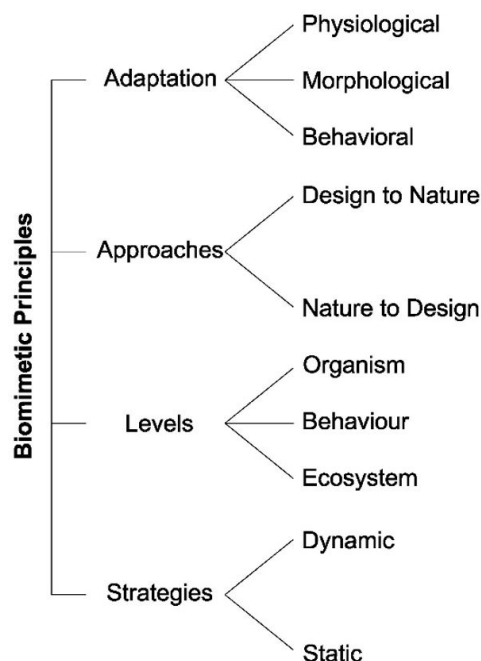 Biomimetic Principles
Adaptation
Physiological
Morphological
Behavioral
Approaches
Design to Nature
Nature to Design
Levels
Organism
Behaviour
Ecosystem
Strategies
Dynamic
Static